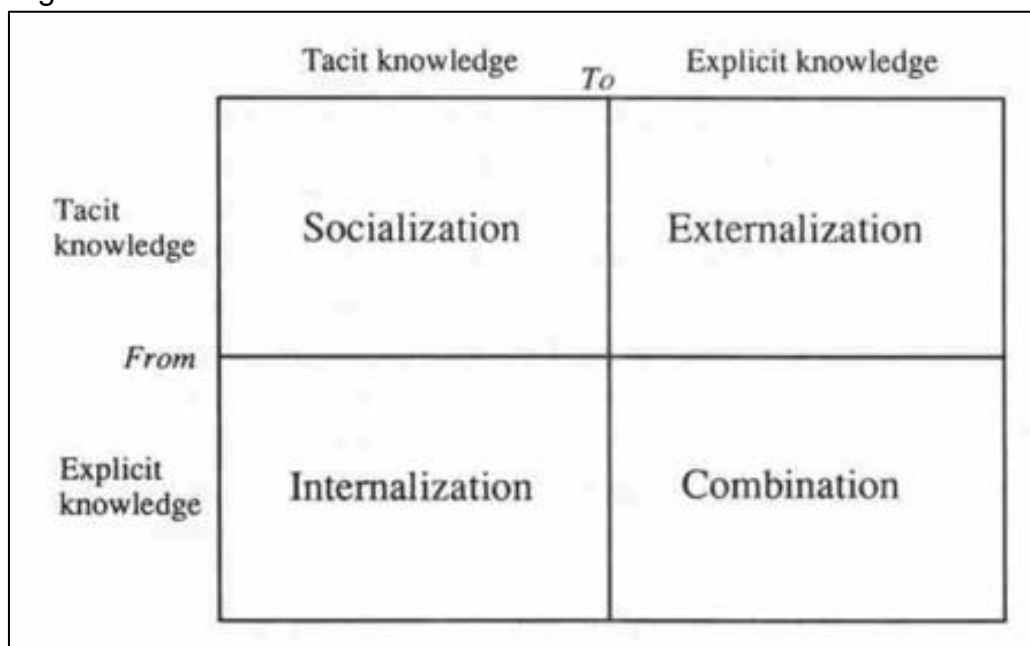 Tacit knowledge
To
Explicit knowledge
Tacit
knowledge
Socialization
Externalization
From
Explicit
knowledge
Internalization
Combination